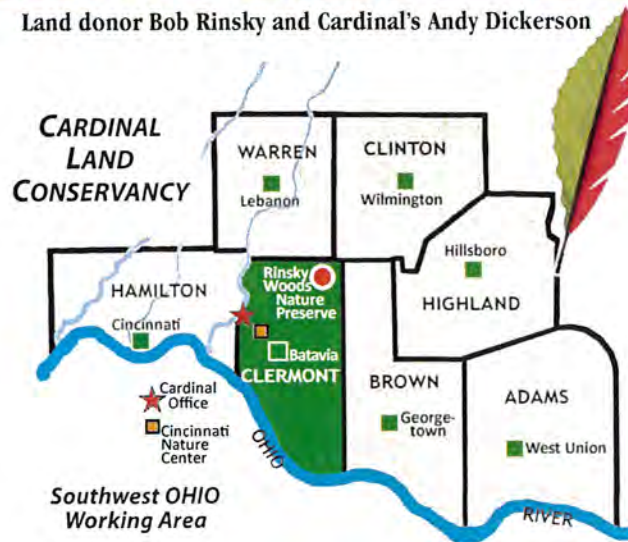 Land donor Bob Rinsky and Cardinal's Andy Dickerson
CARDINAL
LAND
CONSERVANCY
WARREN
Lebanon
CLINTON
Wilmington
Hillsboro
HIGHLAND
HAMILTON
Cincinnati
Rinsky
Woods
Nature
Preserve
Batavia
CLERMONT
BROWN
George-
town
ADAMS
West Union
Cardinal
Office
Cincinnati
Nature
Center
OHIO
RIVER
Southwest OHIO
Working Area